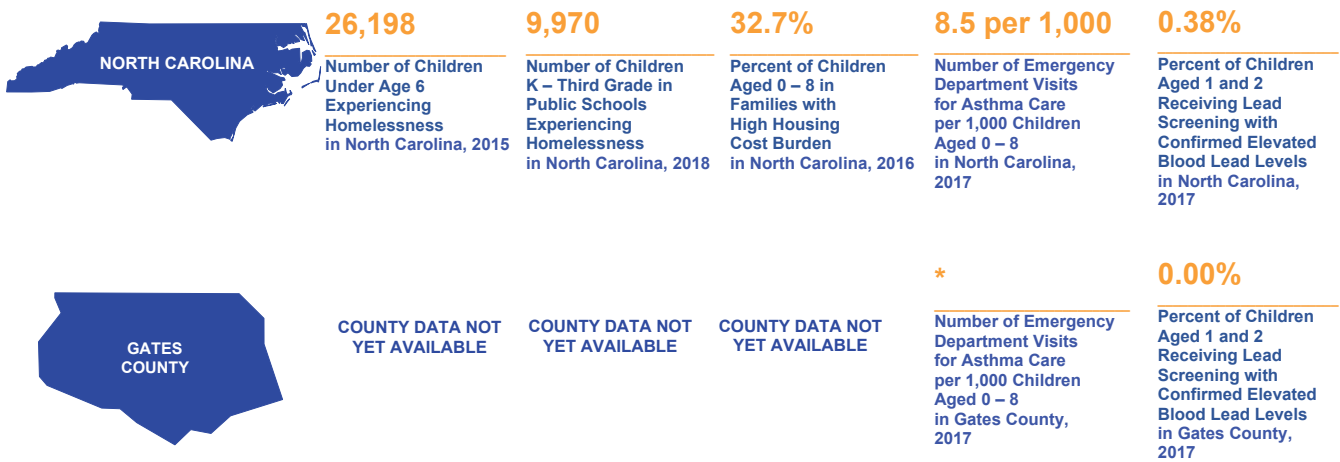 NORTH CAROLINA
26,198
Number of Children
Under Age 6
Experiencing
Homelessness
in North Carolina, 2015
9,970
Number of Children
K – Third Grade in
Public Schools
Experiencing
Homelessness
in North Carolina, 2018
32.7%
Percent of Children
Aged 0 – 8 in
Families with
High Housing
Cost Burden
in North Carolina, 2016
8.5 per 1,000
Number of Emergency
Department Visits
for Asthma Care
per 1,000 Children
Aged 0 – 8
in North Carolina,
2017
0.38%
Percent of Children
Aged 1 and 2
Receiving Lead
Screening with
Confirmed Elevated
Blood Lead Levels
in North Carolina,
2017
GATES
COUNTY
COUNTY DATA NOT
YET AVAILABLE
COUNTY DATA NOT
YET AVAILABLE
COUNTY DATA NOT
YET AVAILABLE
*
Number of Emergency
Department Visits
for Asthma Care
per 1,000 Children
Aged 0 – 8
in Gates County,
2017
0.00%
Percent of Children
Aged 1 and 2
Receiving Lead
Screening with
Confirmed Elevated
Blood Lead Levels
in Gates County,
2017